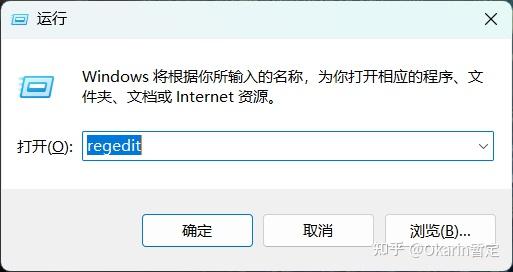 运行
Windows 将根据你所输入的名称，为你打开相应的程序、文
件夹、文档或 Internet 资源。
打开(O): regedit
确定 取消 浏览(B)...
知乎 @Okarin暂定